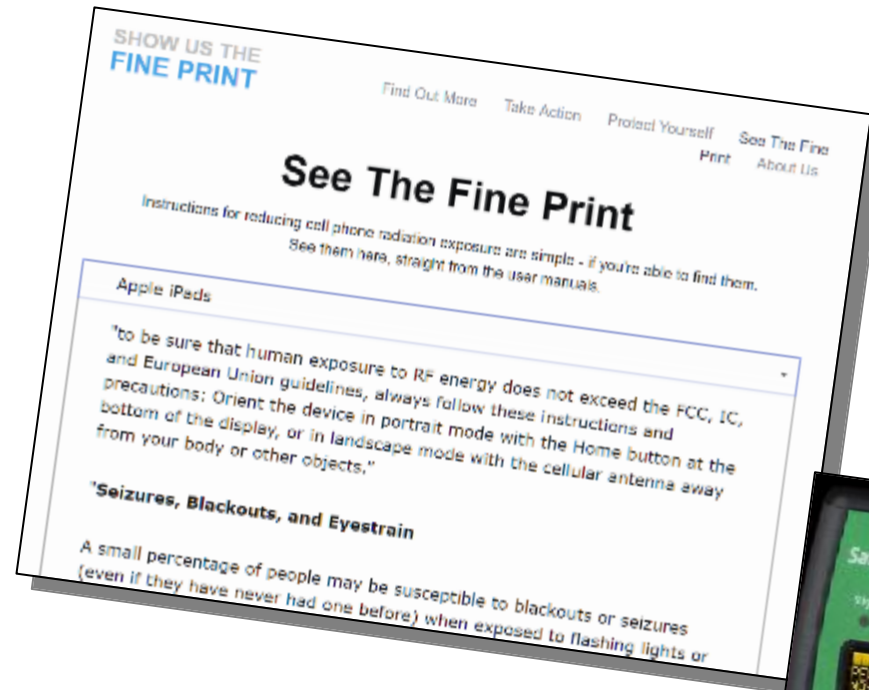 SHOW US THE
FINE PRINT
Find Out More Take Action Protect Yourself See The Fine
Print About Us
See The Fine Print
Instructions for reducing cell phone radiation exposure are simple - if you're able to find them.
See them here, straight from the user manuals.
Apple iPads
"to be sure that human exposure to RF energy does not exceed the FCC, IC,
and European Union guidelines, always follow these instructions and
precautions: Orient the device in portrait mode with the Home button at the
bottom of the display, or in landscape mode with the cellular antenna away
from your body or other objects."
"Seizures, Blackouts, and Eyestrain
A small percentage of people may be susceptible to blackouts or seizures
(even if they have never had one before) when exposed to flashing lights or
Sa